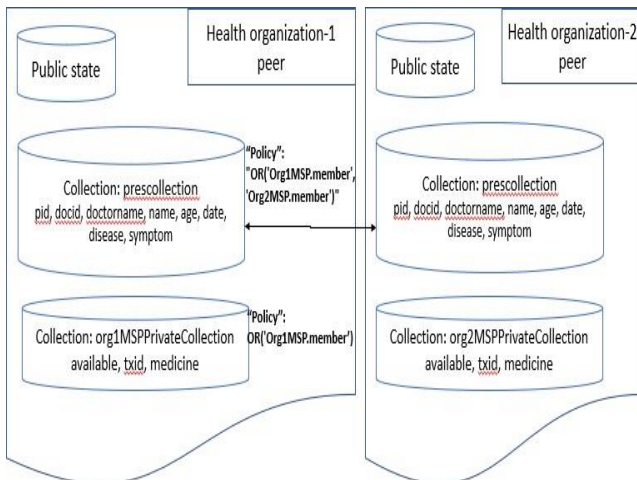 Health organization-1
peer
Public state
Collection: prescollection
pid, docid, doctorname, name, age, date,
disease, symptom
"Policy":
"OR('Org1MSP.member',
'Org2MSP.member')"
Collection: org1MSPPrivateCollection
available, txid, medicine
"Policy":
OR('Org1MSP.member')
Health organization-2
peer
Public state
Collection: prescollection
pid, docid, doctorname, name, age, date,
disease, symptom
Collection: org2MSPPrivateCollection
available, txid, medicine